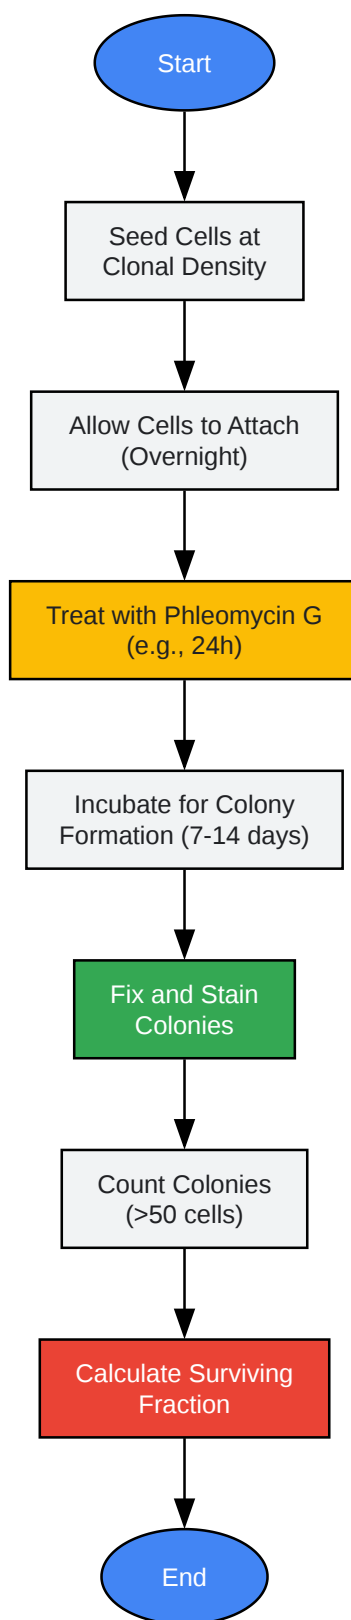 Start
Seed Cells at
Clonal Density
Allow Cells to Attach
(Overnight)
Treat with Phleomycin G
(e.g., 24h)
Incubate for Colony
Formation (7-14 days)
Fix and Stain
Colonies
Count Colonies
(>50 cells)
Calculate Surviving
Fraction
End